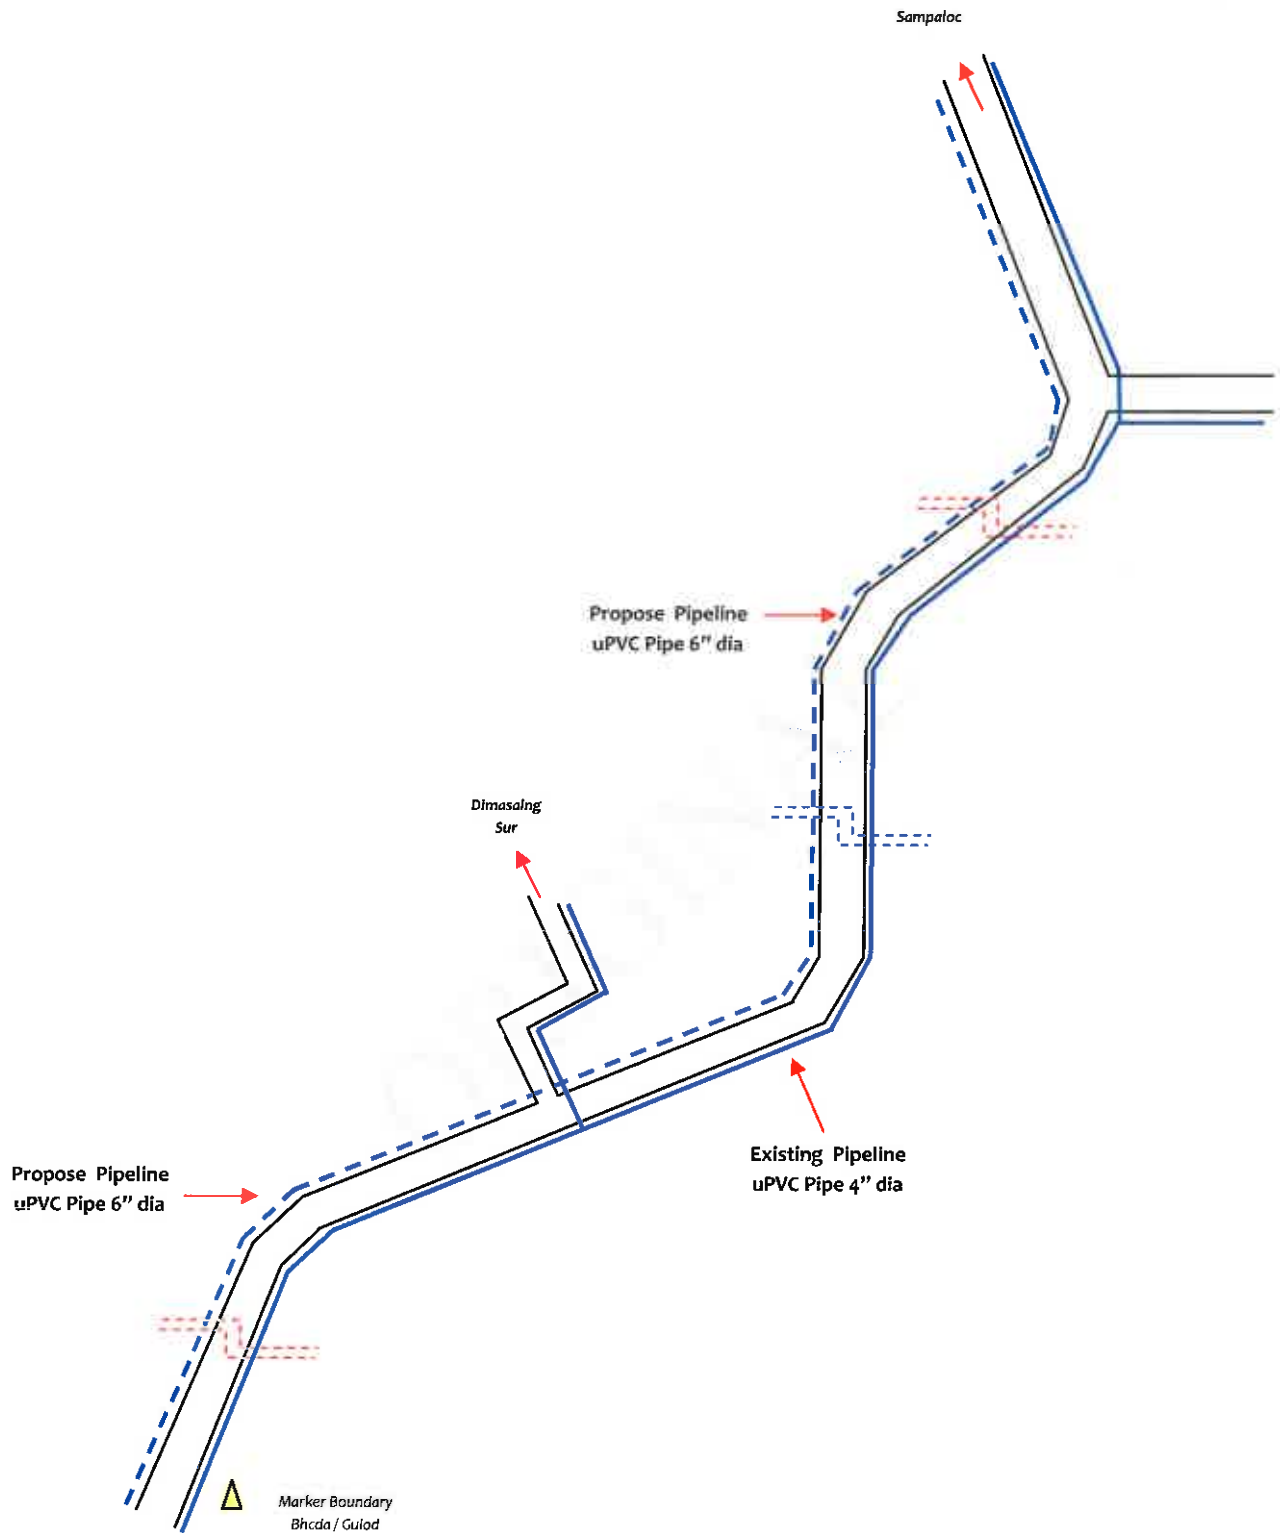 Sampaloc
Propose Pipeline
uPVC Pipe 6" dia
Dimasaing
Sur
Existing Pipeline
uPVC Pipe 4" dia
Propose Pipeline
uPVC Pipe 6" dia
Marker Boundary
Bhcda / Gulod